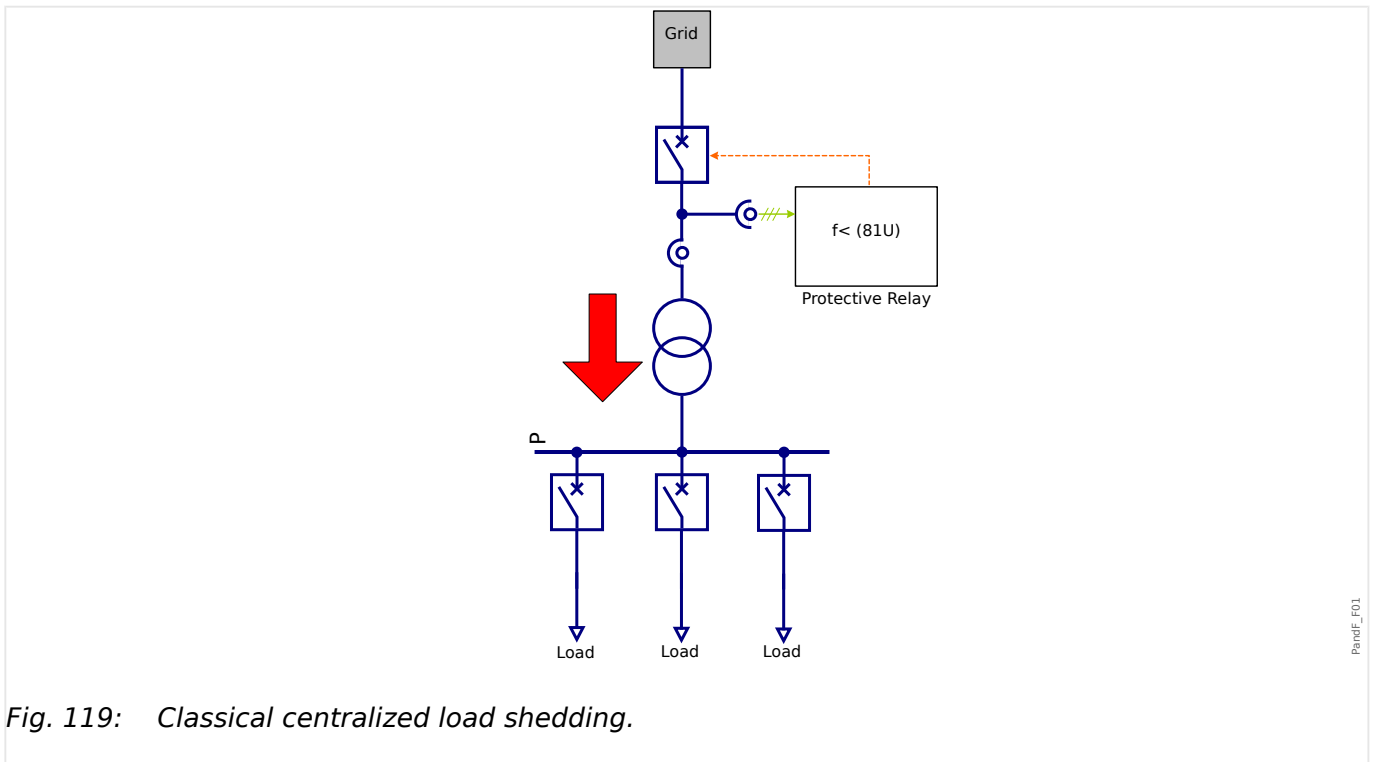 Grid
f< (81U)
Protective Relay
P
Load
Load
Load
PandF_F01
Fig. 119: Classical centralized load shedding.